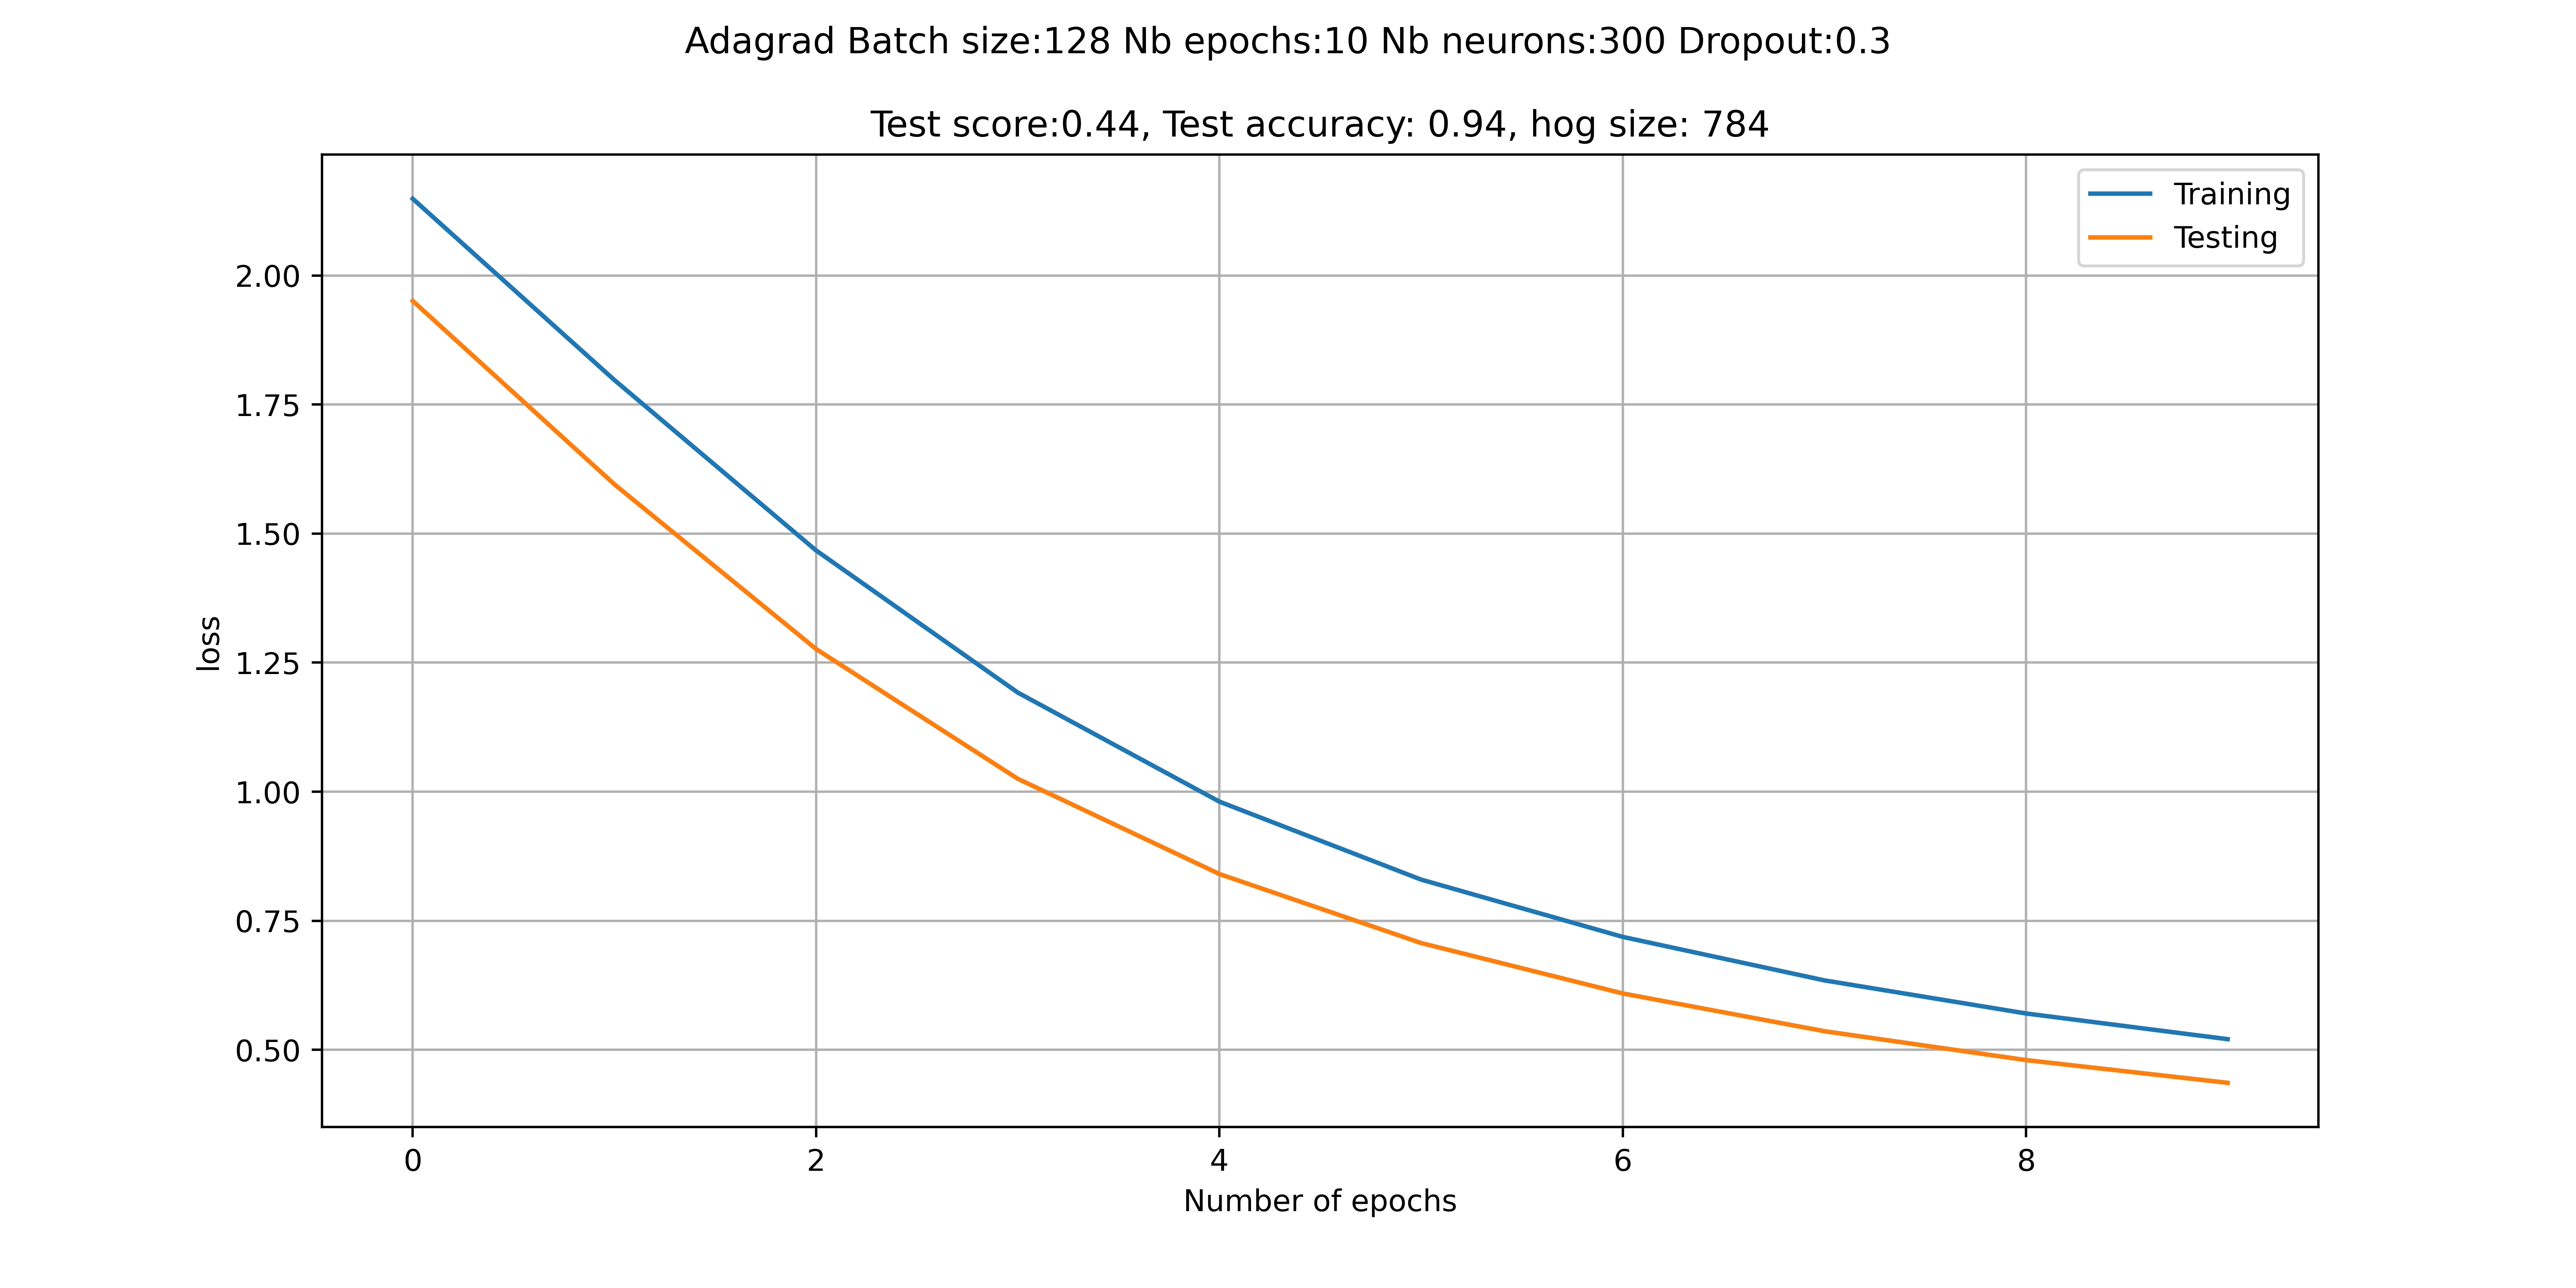 Adagrad Batch size:128 Nb epochs:10 Nb neurons:300 Dropout:0.3
Test score:0.44, Test accuracy: 0.94, hog size: 784
Training
Testing
loss
2.00
1.75
1.50
1.25
1.00
0.75
0.50
0 2 4 6 8
Number of epochs